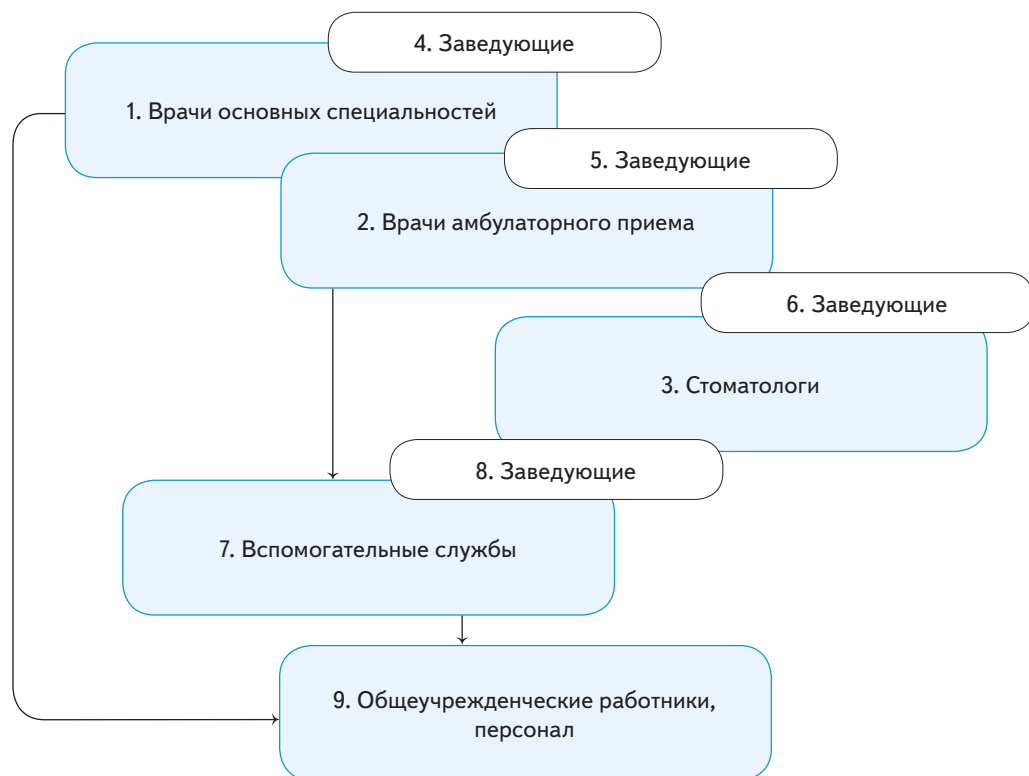 4. Заведующие
1. Врачи основных специальностей
5. Заведующие
2. Врачи амбулаторного приема
6. Заведующие
3. Стоматологи
8. Заведующие
7. Вспомогательные службы
9. Общеучрежденческие работники,
персонал